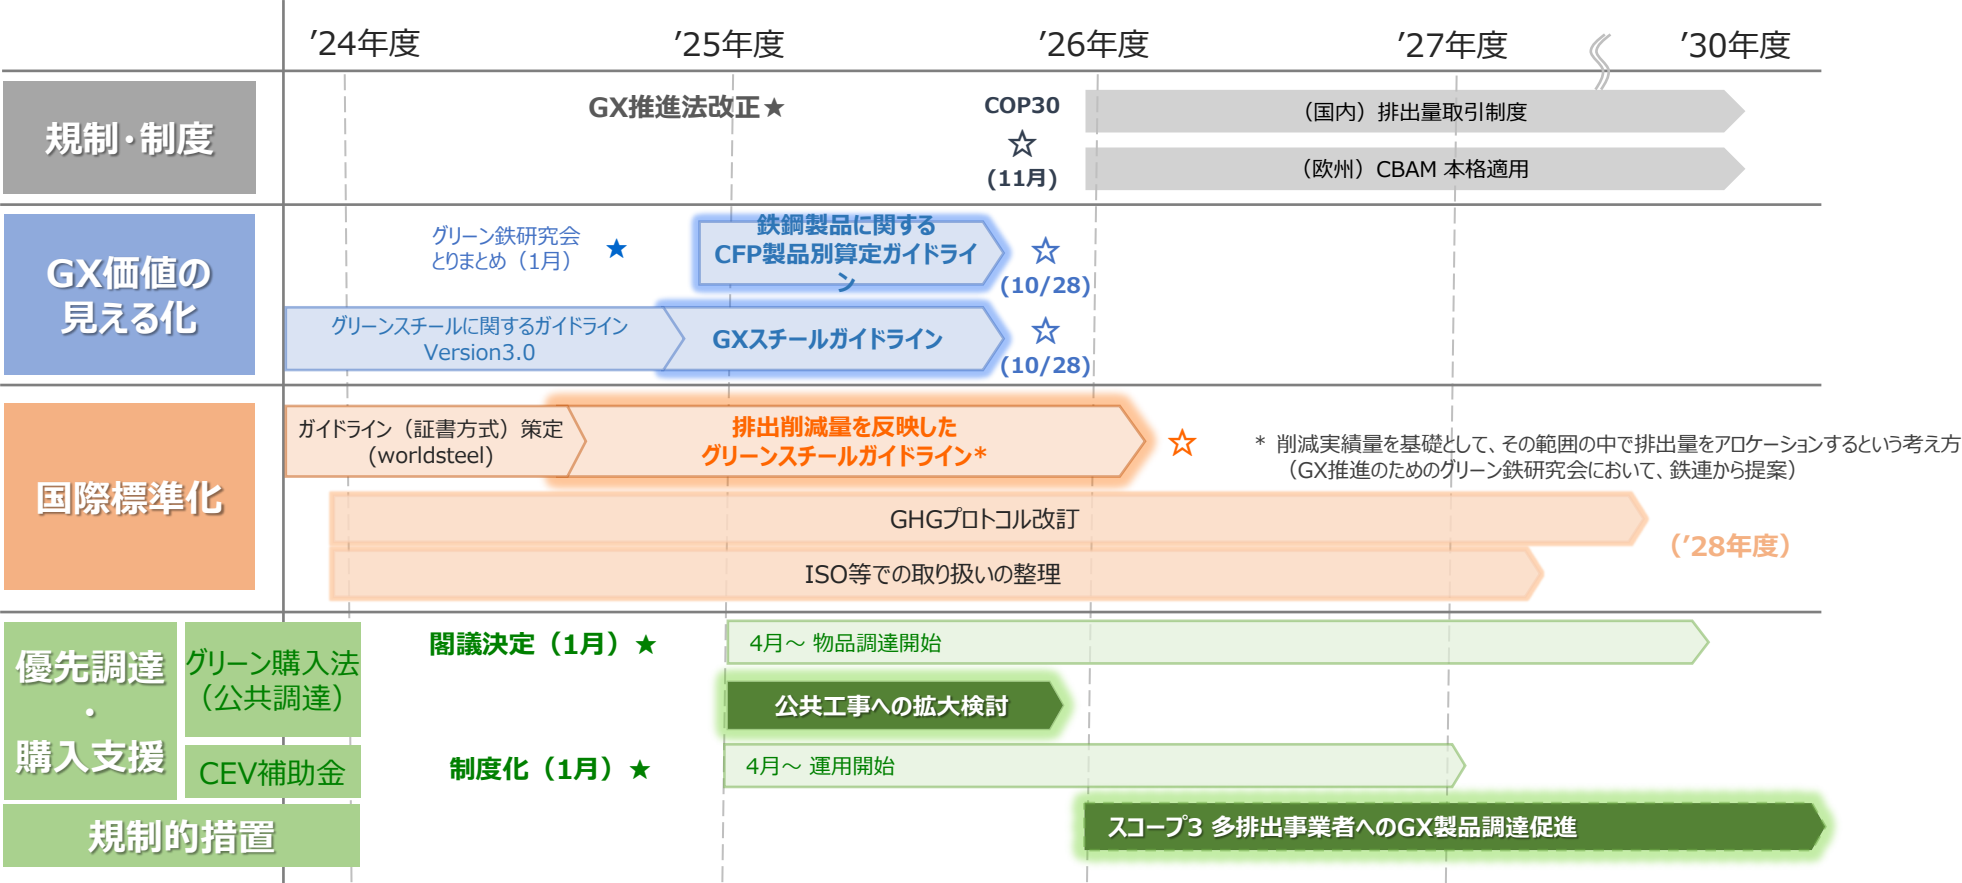 ’24年度
’25年度
’26年度
’27年度
’30年度
規制・制度
GX推進法改正★
COP30
☆
(11月)
（国内）排出量取引制度
（欧州）CBAM 本格適用
GX価値の
見える化
グリーン鉄研究会
とりまとめ（1月）
★
鉄鋼製品に関する
CFP製品別算定ガイドライ
ン
☆
(10/28)
グリーンスチールに関するガイドライン
Version3.0
GXスチールガイドライン
☆
(10/28)
国際標準化
ガイドライン（証書方式）策定
(worldsteel)
排出削減量を反映した
グリーンスチールガイドライン*
☆
* 削減実績量を基礎として、その範囲の中で排出量をアロケーションするという考え方
（GX推進のためのグリーン鉄研究会において、鉄連から提案）
GHGプロトコル改訂
（’28年度）
ISO等での取り扱いの整理
優先調達
・
購入支援
グリーン購入法
（公共調達）
閣議決定（1月）★
4月～ 物品調達開始
公共工事への拡大検討
CEV補助金
制度化（1月）★
4月～ 運用開始
規制的措置
スコープ3 多排出事業者へのGX製品調達促進